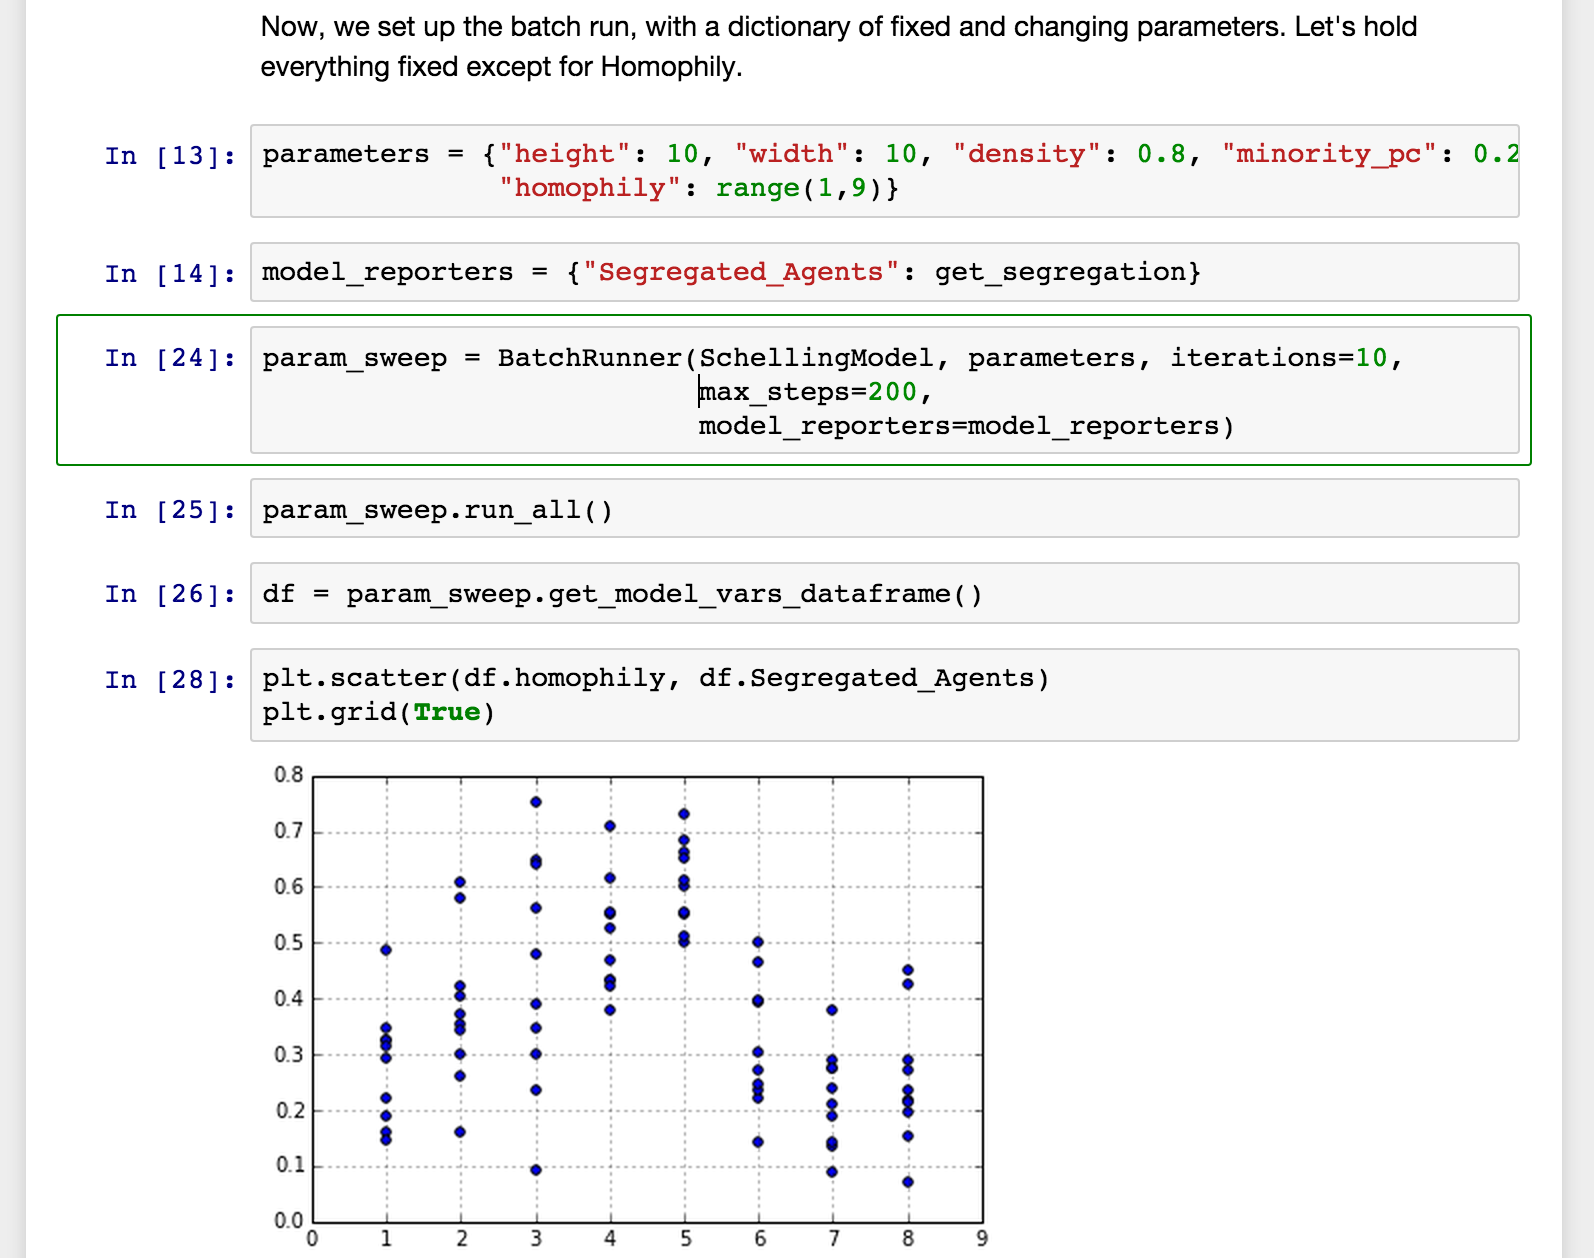 Now, we set up the batch run, with a dictionary of fixed and changing parameters. Let's hold
everything fixed except for Homophily.
In [13]: parameters = {"height": 10, "width": 10, "density": 0.8, "minority_pc": 0.2
"homophily": range(1,9)}
In [14]: model_reporters = {"Segregated_Agents": get_segregation}
In [24]: param_sweep = BatchRunner(SchellingModel, parameters, iterations=10,
max_steps=200,
model_reporters=model_reporters)
In [25]: param_sweep.run_all()
In [26]: df = param_sweep.get_model_vars_dataframe()
In [28]: plt.scatter(df.homophily, df.Segregated_Agents)
plt.grid(True)
0.8
0.7
0.6
0.5
0.4
0.3
0.2
0.1
0.0
0 1 2 3 4 5 6 7 8 9